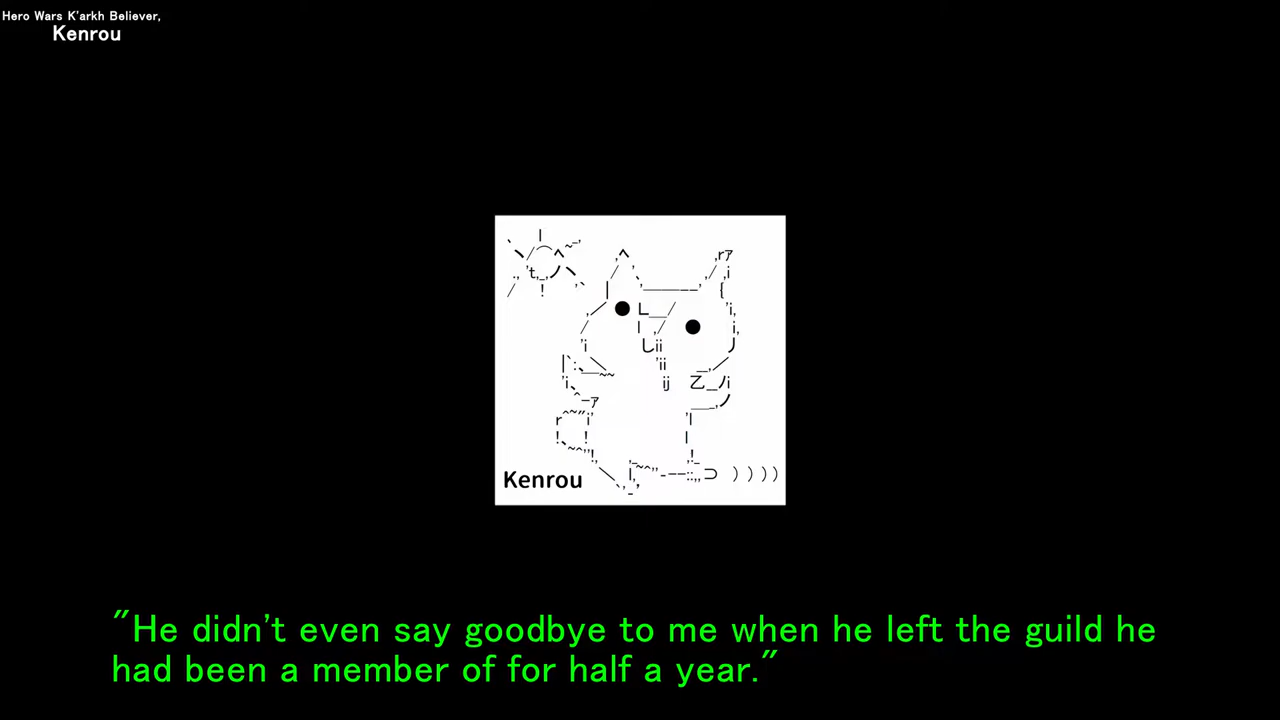 Hero Wars K'arkh Believer,
Kenrou
Kenrou
"He didn't even say goodbye to me when he left the guild he
had been a member of for half a year."